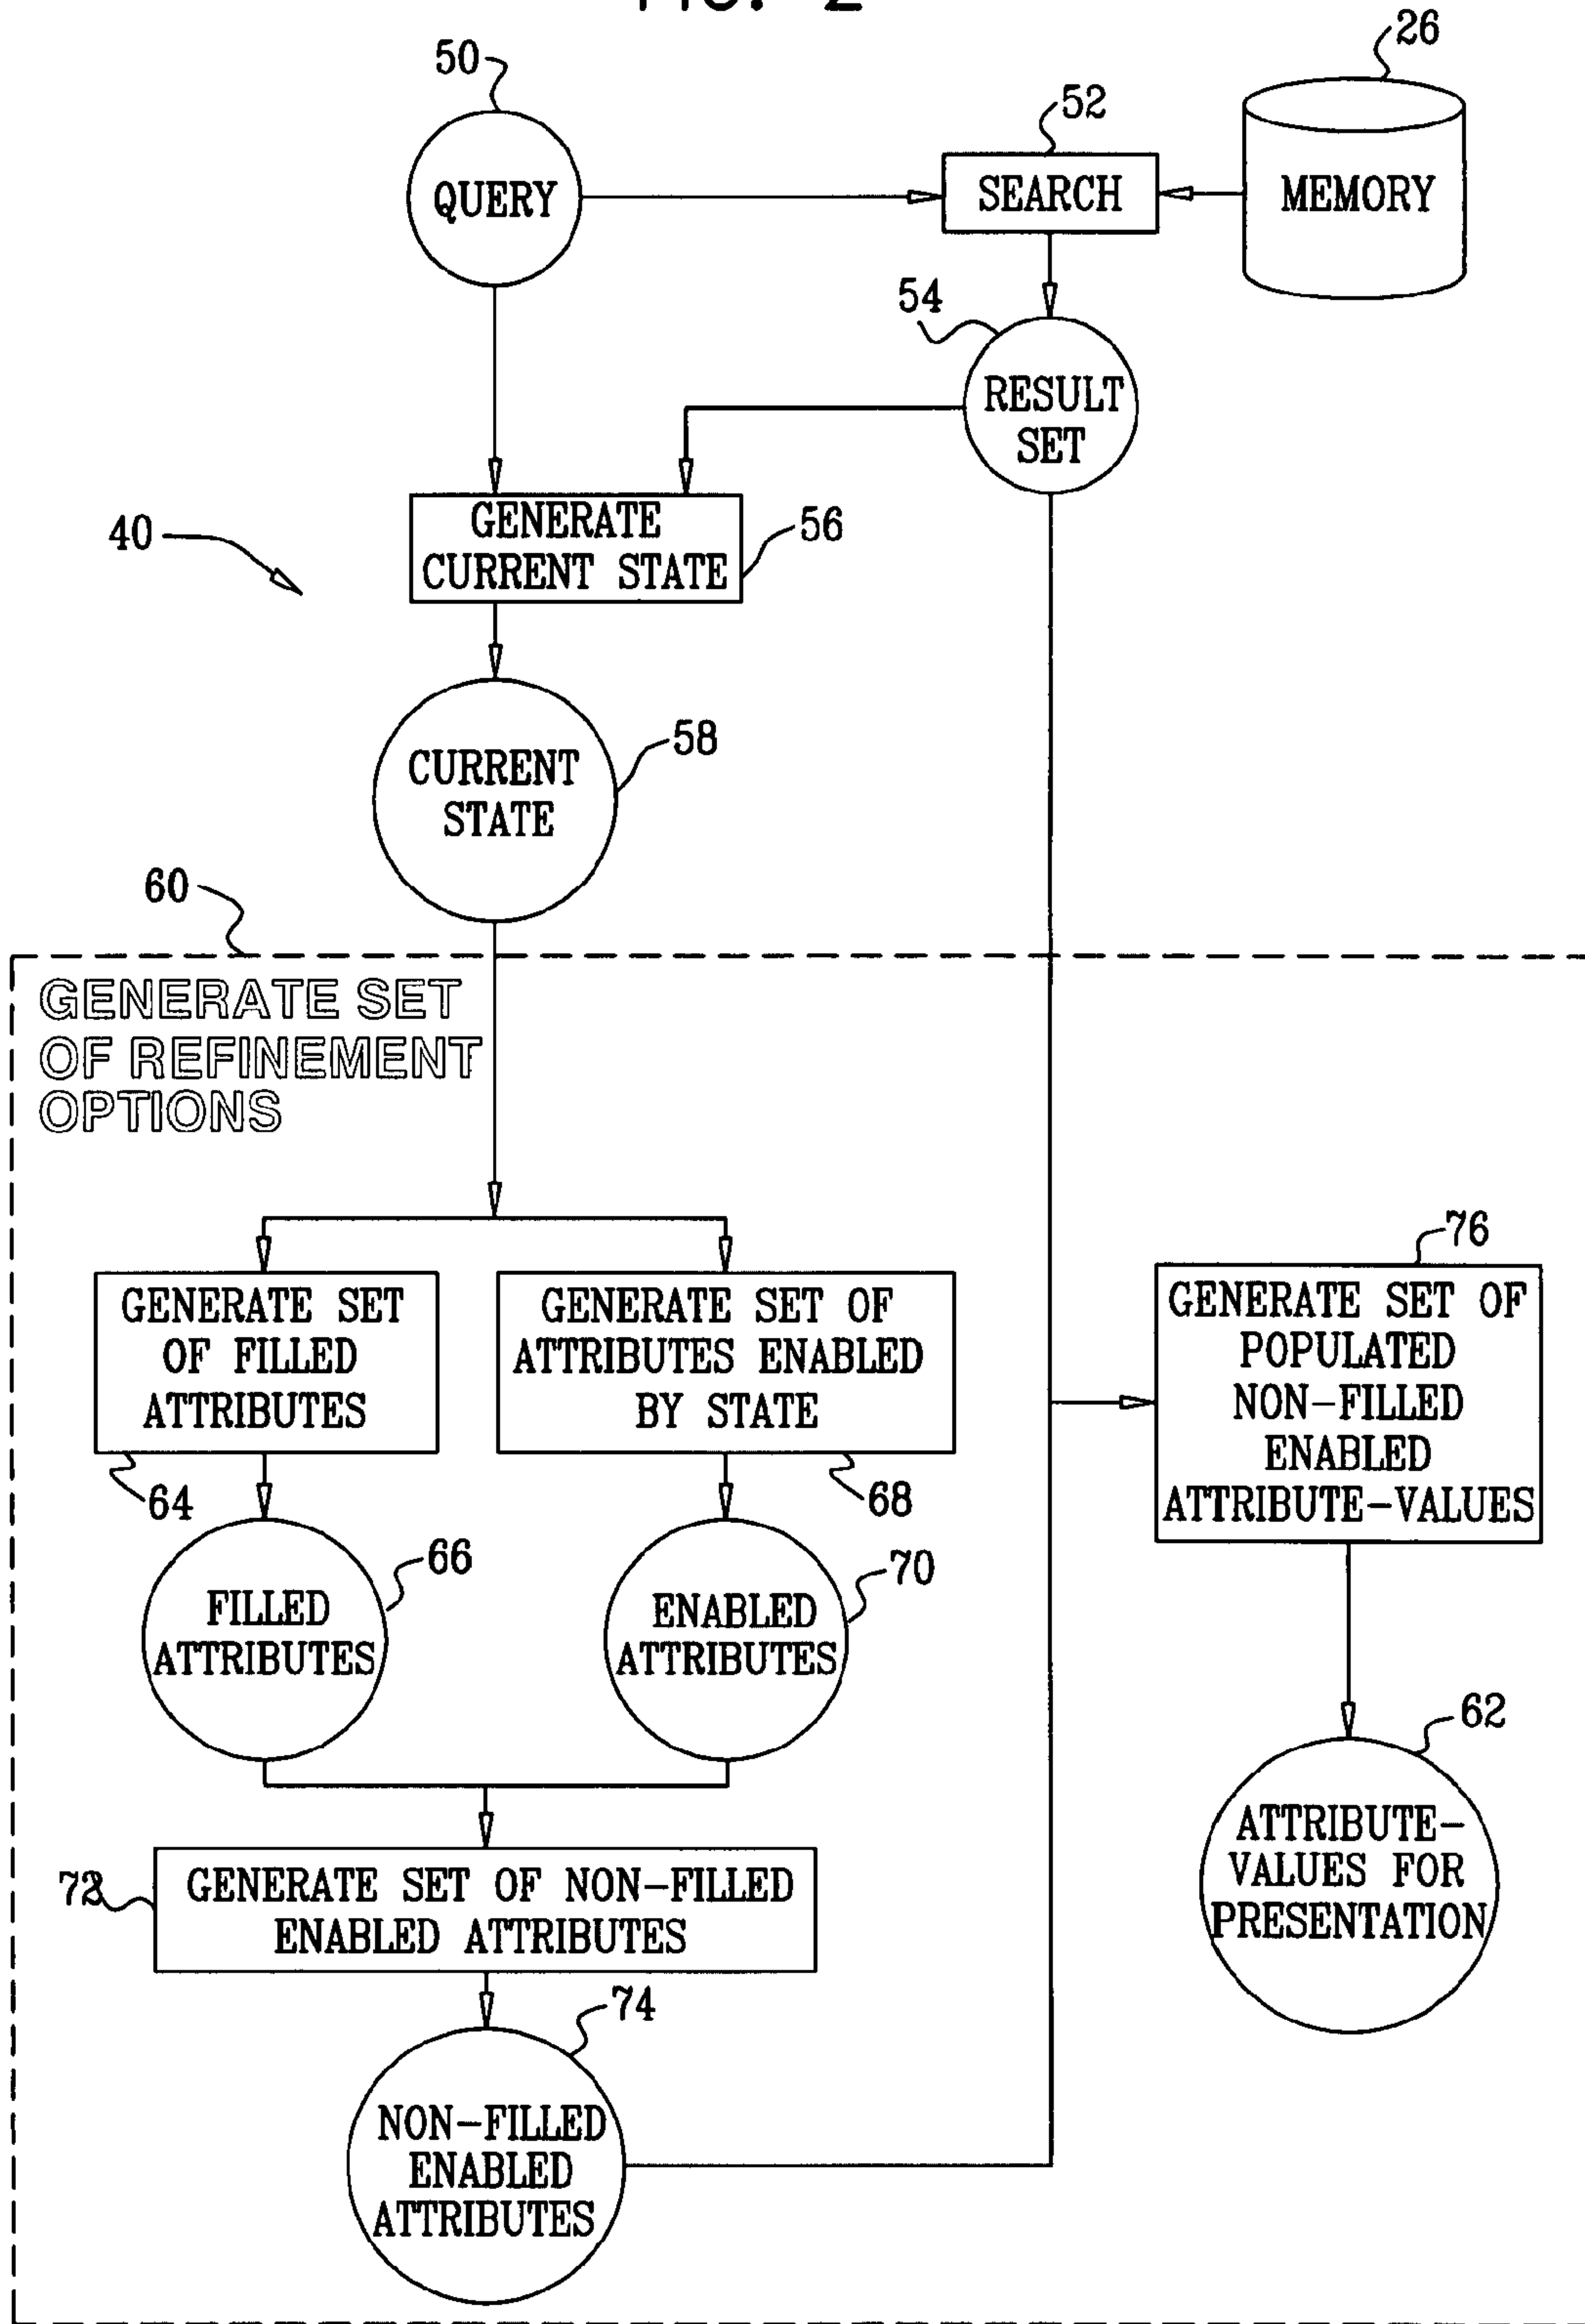 FIG. 2
50
26
52
QUERY
SEARCH
MEMORY
54
RESULT
SET
40
GENERATE
CURRENT STATE
56
CURRENT
STATE
58
60
GENERATE SET
OF REFINEMENT
OPTIONS
76
GENERATE SET
OF FILLED
ATTRIBUTES
GENERATE SET OF
ATTRIBUTES ENABLED
BY STATE
GENERATE SET OF
POPULATED
NON-FILLED
ENABLED
ATTRIBUTE-VALUES
64
68
66
70
FILLED
ATTRIBUTES
ENABLED
ATTRIBUTES
62
ATTRIBUTE-
VALUES FOR
PRESENTATION
72
GENERATE SET OF NON-FILLED
ENABLED ATTRIBUTES
74
NON-FILLED
ENABLED
ATTRIBUTES